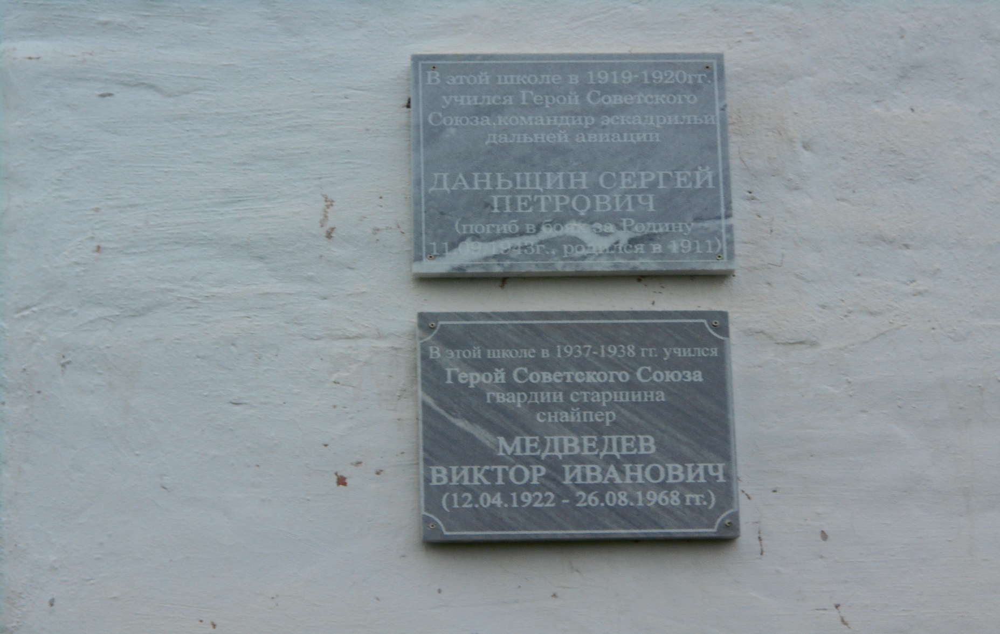 В этой школе в 1919-1920гг.
учился Герой Советского
Союза,командир эскадрильи
дальней авиации
ДАНЬЩИН СЕРГЕЙ
ПЕТРОВИЧ
(погиб в боях за Родину
11.09.1943г., родился в 1911)
В этой школе в 1937-1938 гг. учился
Герой Советского Союза
гвардии старшина
снайпер
МЕДВЕДЕВ
ВИКТОР ИВАНОВИЧ
(12.04.1922 - 26.08.1968 гг.)